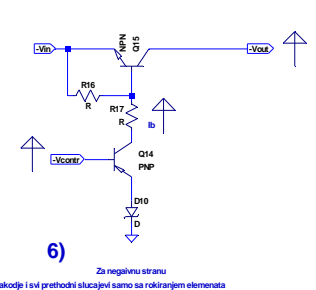 NPN
Q15
-Vin
-Vout
R16
R
R17
R
Ib
Q14
PNP
-Vcontr
D10
D
6)
Za negaivnu stranu
akodje i svi prethodni slucajevi samo sa rokiranjem elemenata